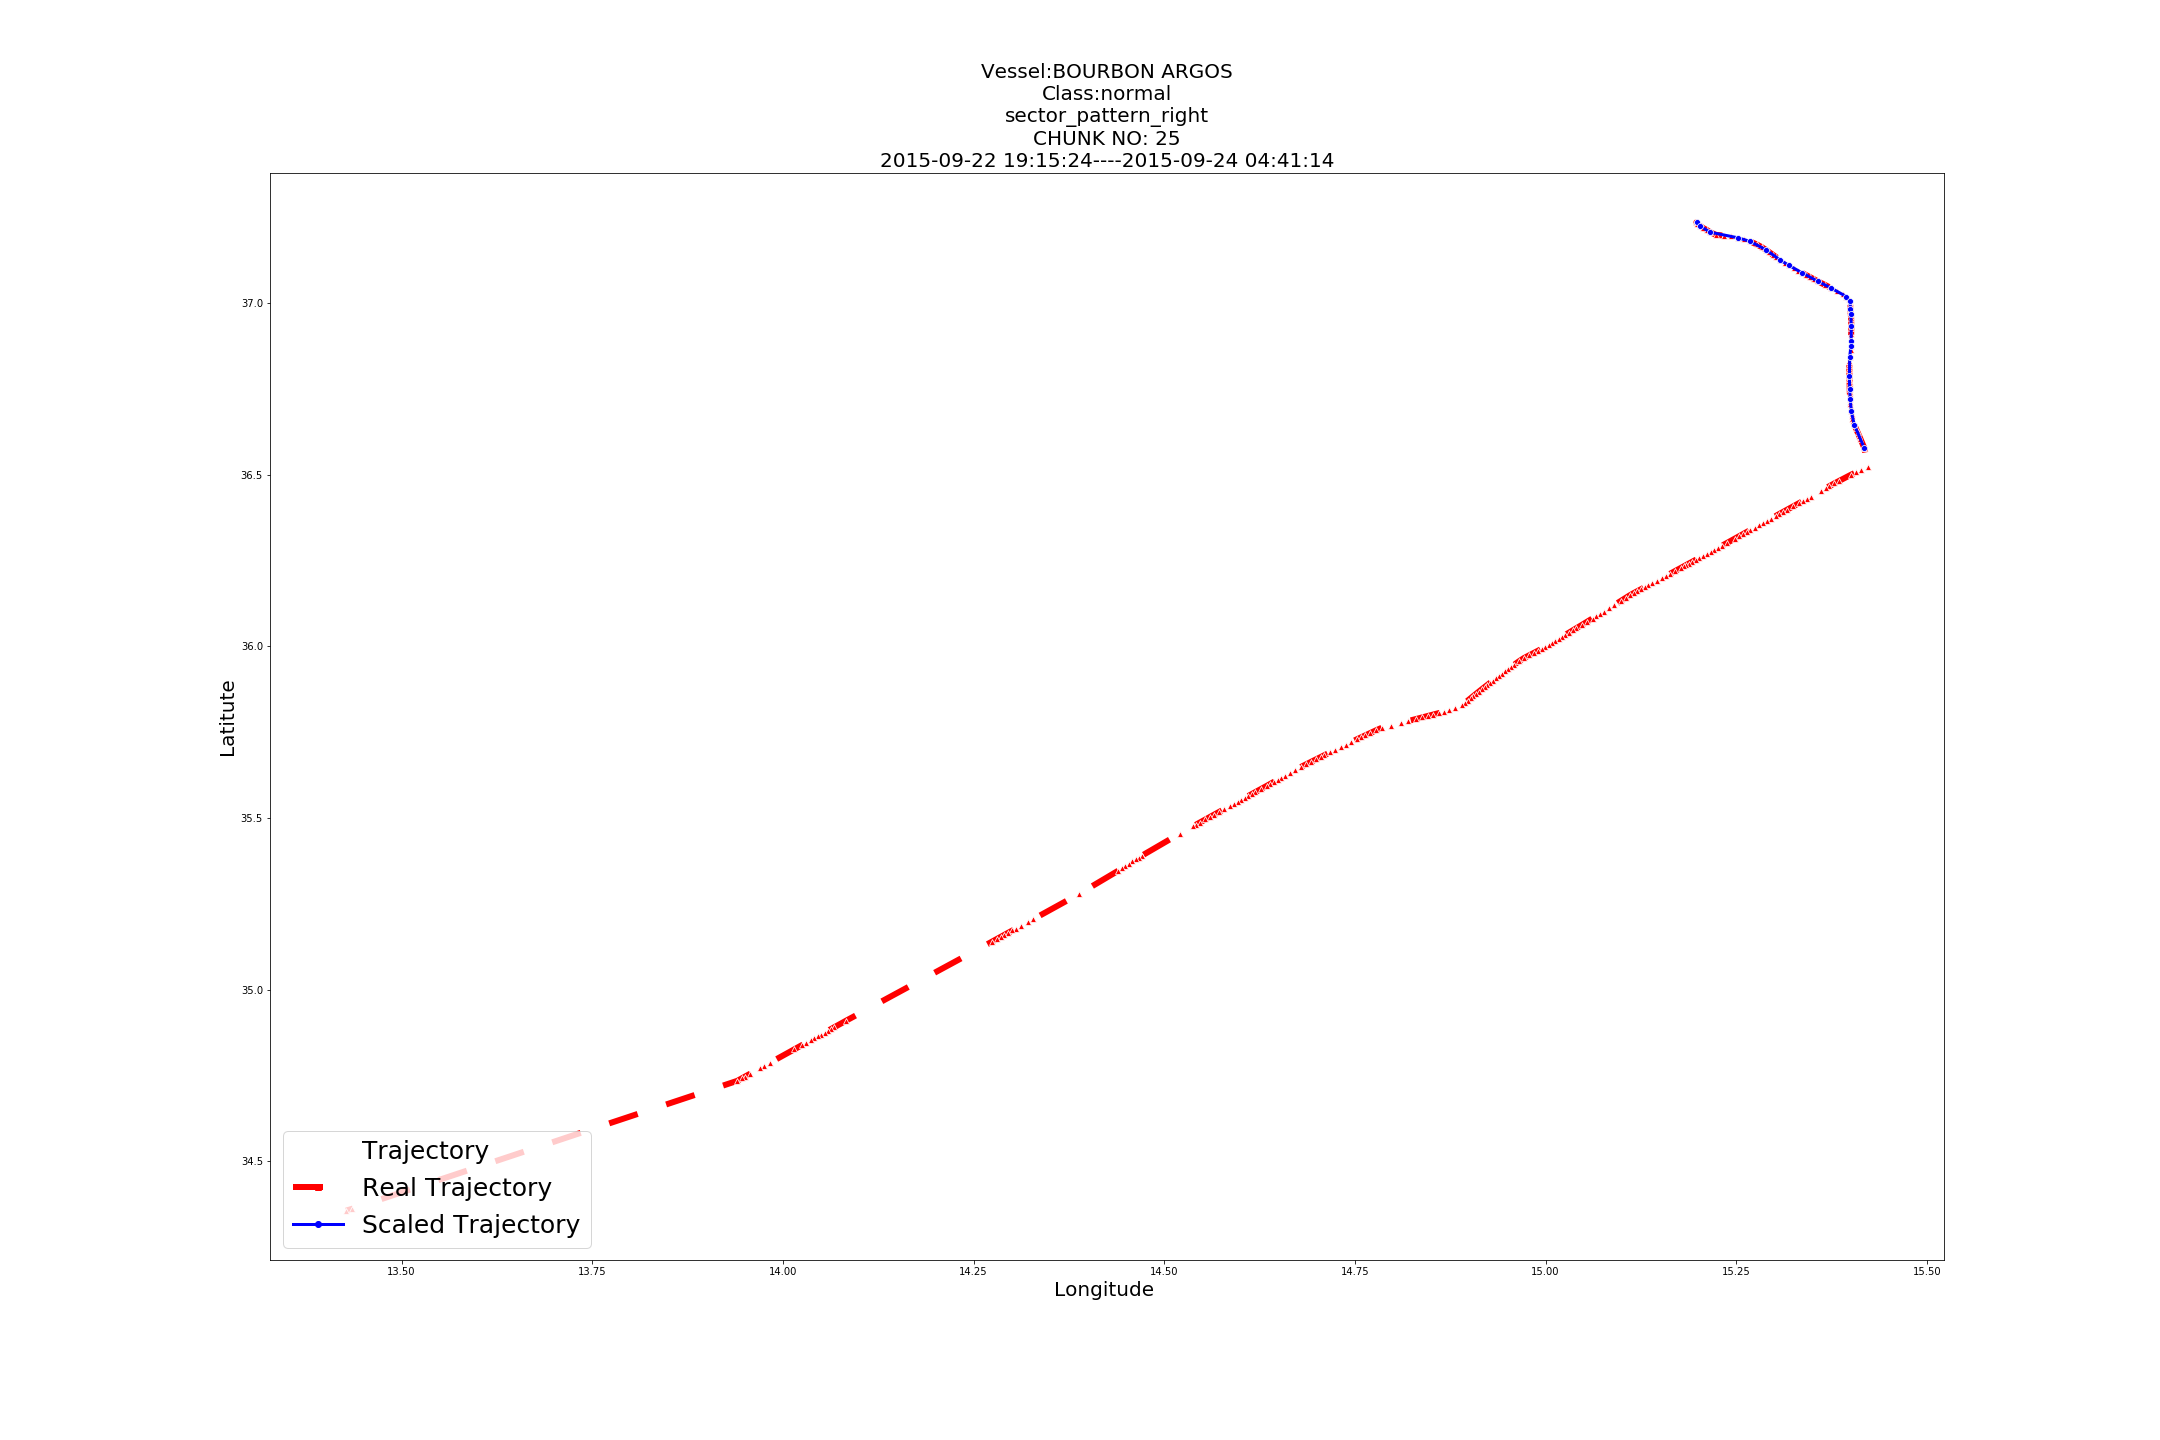 Vessel:BOURBON ARGOS
Class:normal
sector_pattern_right
CHUNK NO: 25
2015-09-22 19:15:24----2015-09-24 04:41:14
37.0
36.5
36.0
35.5
35.0
34.5
Latitute
Trajectory
Real Trajectory
Scaled Trajectory
13.50 13.75 14.00 14.25 14.50 14.75 15.00 15.25 15.50
Longitude